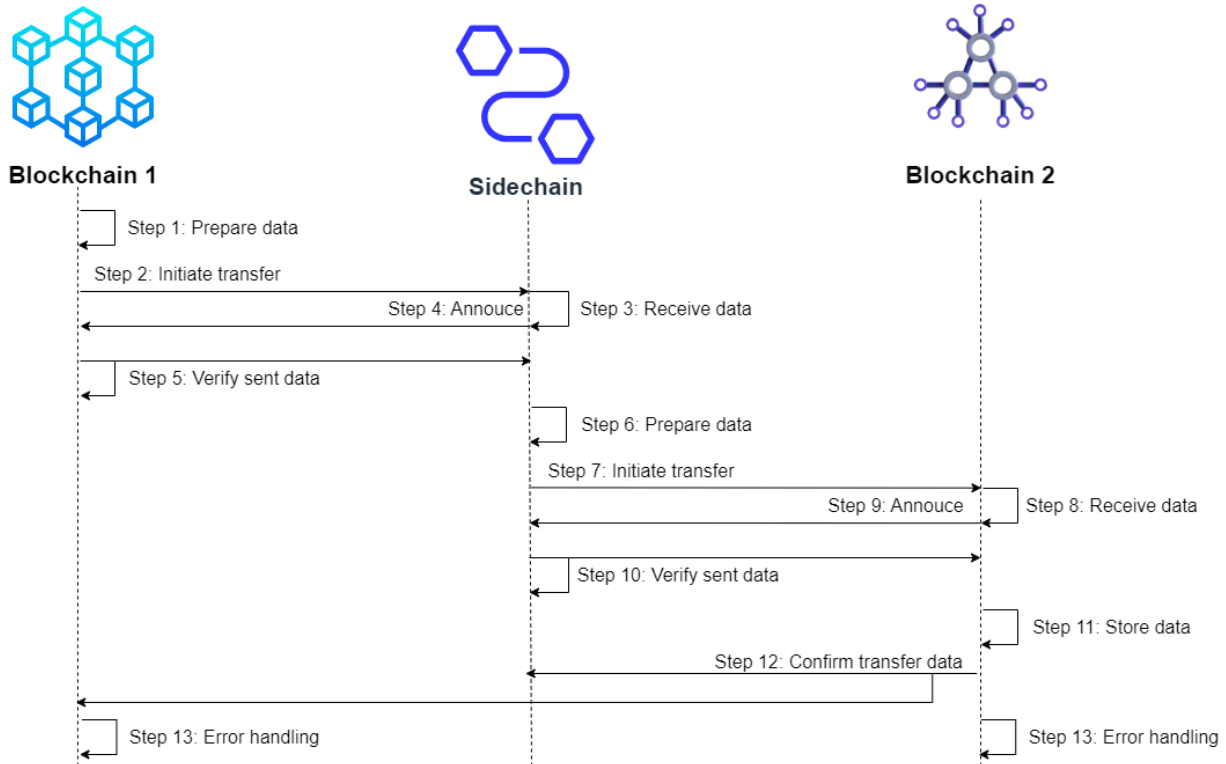 Blockchain 1
Sidechain
Blockchain 2
Step 1: Prepare data
Step 2: Initiate transfer
Step 4: Annouce
Step 3: Receive data
Step 5: Verify sent data
Step 6: Prepare data
Step 7: Initiate transfer
Step 9: Annouce
Step 8: Receive data
Step 10: Verify sent data
Step 11: Store data
Step 12: Confirm transfer data
Step 13: Error handling
Step 13: Error handling